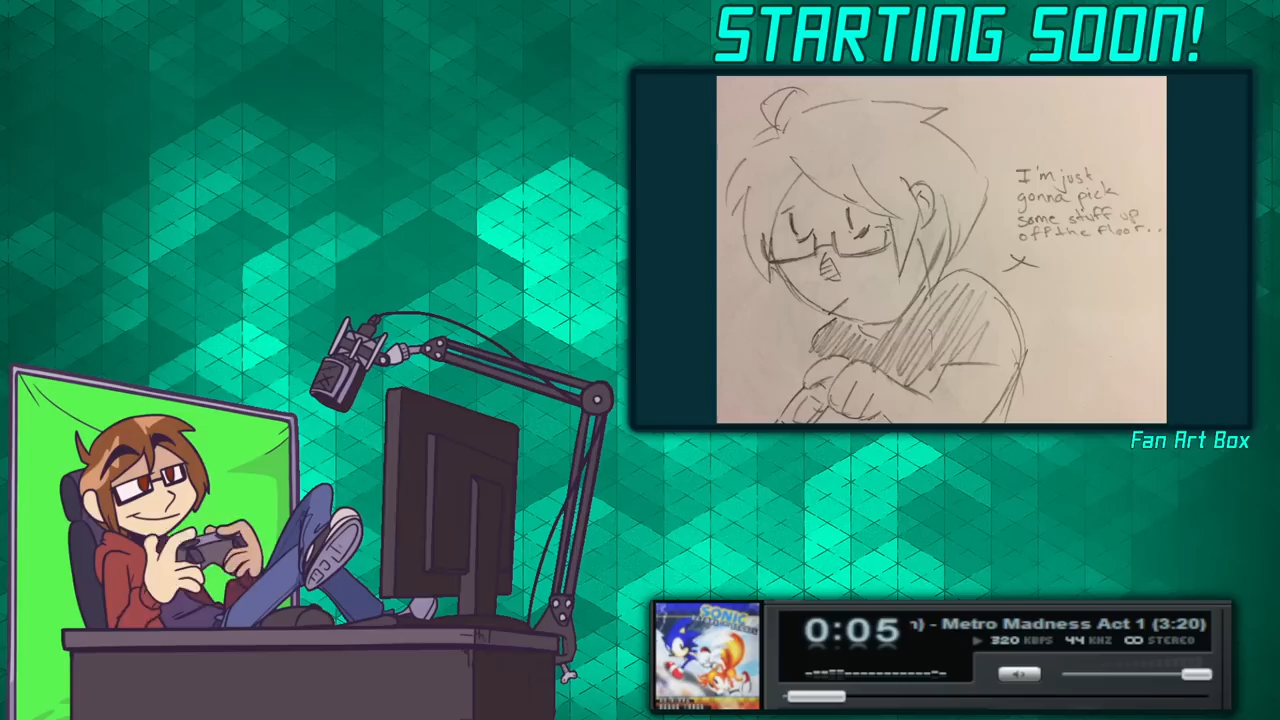 STARTING SOON!
I'm just
gonna pick
some stuff up
off the floor..
Fan Art Box
SONIC
0:05 ı) - Metro Madness Act 1 (3:20)
320 KBPS 44 KHZ STEREO